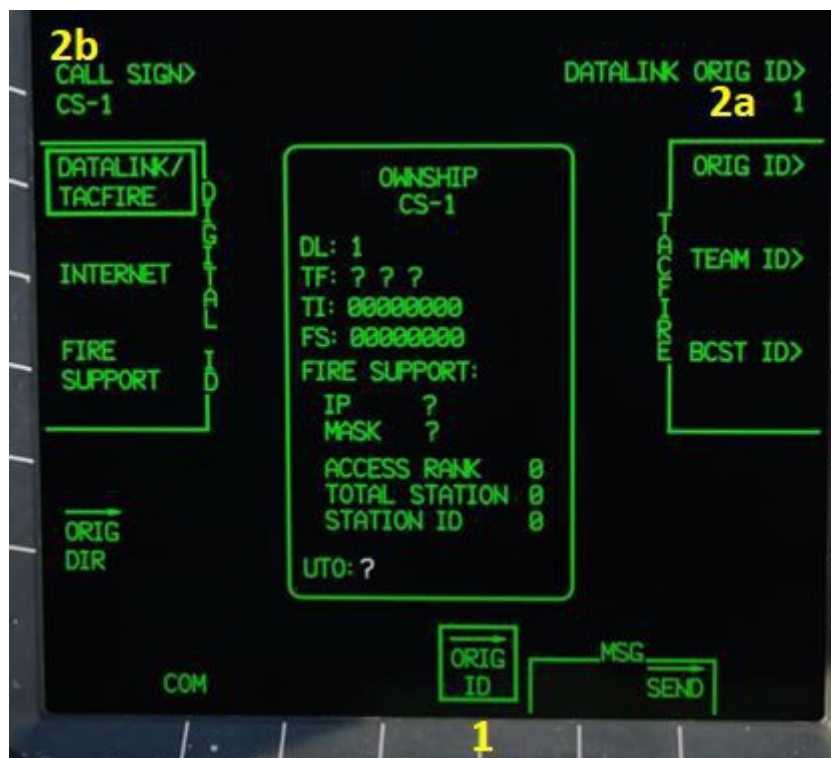 2b
CALL SIGN>
CS-1
DATALINK ORIG ID>
2a
1
DATALINK/
TACFIRE
INTERNET
FIRE
SUPPORT
DIGITAL ID
OWNSHIP
CS-1
DL: 1
TF: ? ? ?
TI: 00000000
FS: 00000000
FIRE SUPPORT:
IP ?
MASK ?
ACCESS RANK 0
TOTAL STATION 0
STATION ID 0
UTO: ?
TACFIRE
ORIG ID>
TEAM ID>
BCST ID>
ORIG
DIR
COM
ORIG
ID
MSG
SEND
1